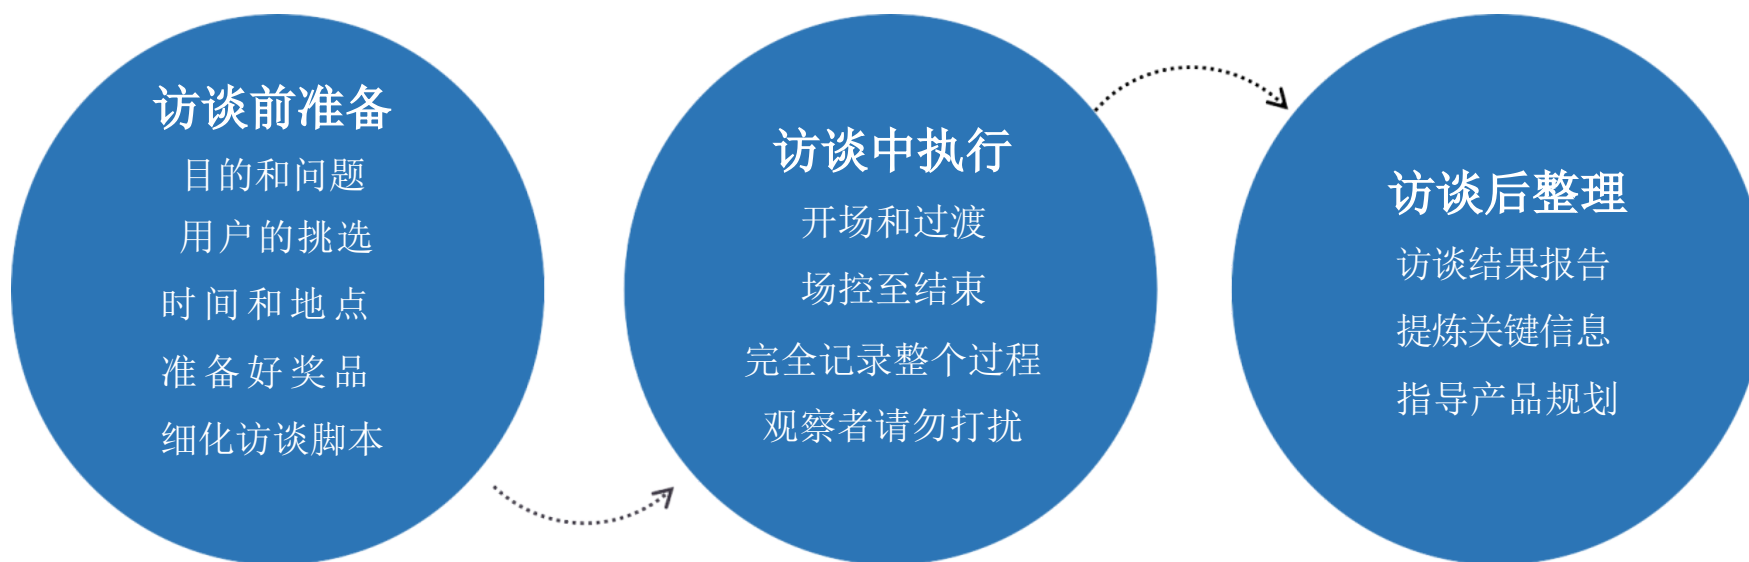 访谈前准备
目的和问题
用户的挑选
时间和地点
准备好奖品
细化访谈脚本
访谈中执行
开场和过渡
场控至结束
完全记录整个过程
观察者请勿打扰
访谈后整理
访谈结果报告
提炼关键信息
指导产品规划